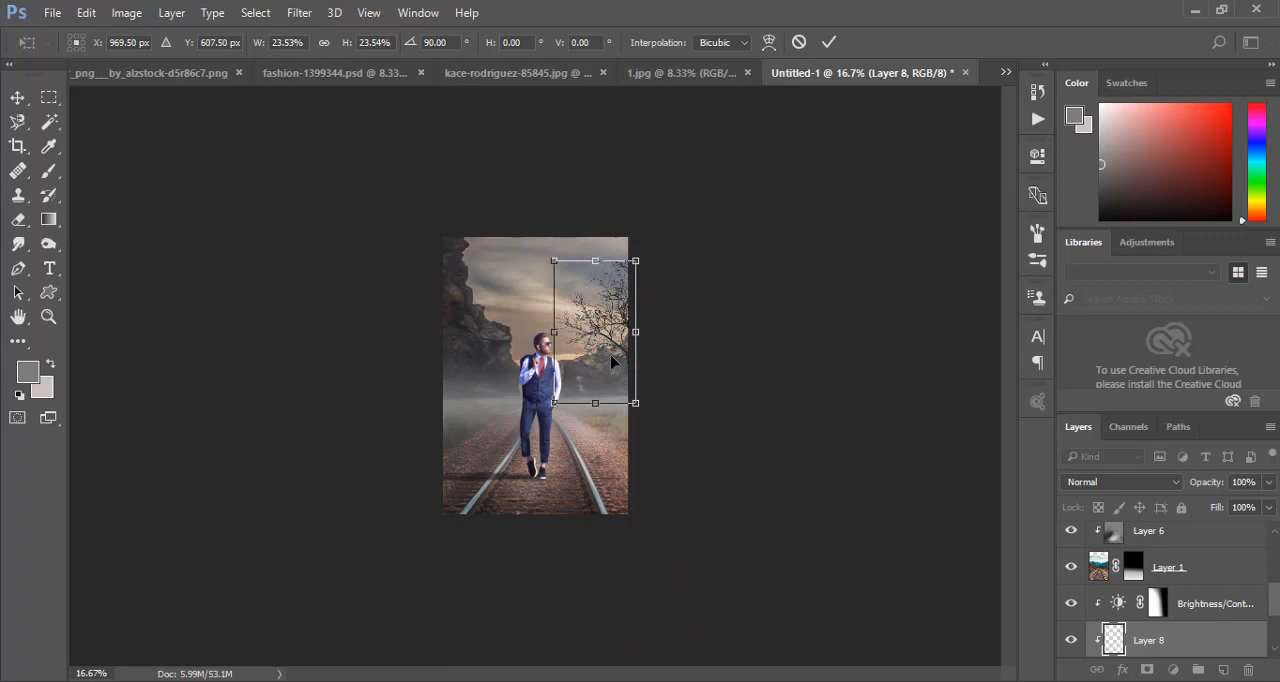 Ps File Edit Image Layer Type Select Filter 3D View Window Help
X: 969.50 px Y: 607.50 px W: 23.53% H: 23.54% 90.00 ° H: 0.00 ° V: 0.00 ° Interpolation: Bicubic
_png___by_alzstock-d5r86c7.png × fashion-1399344.psd @ 8.33... × kace-rodriguez-85845.jpg @ ... × 1.jpg @ 8.33% (RGB/... × Untitled-1 @ 16.7% (Layer 8, RGB/8) * ×
Color Swatches
Libraries Adjustments
Search Adobe Stock
To use Creative Cloud Libraries,
please install the Creative Cloud
Layers Channels Paths
Kind
Normal Opacity: 100%
Lock: Fill: 100%
Layer 6
Layer 1
Brightness/Cont...
Layer 8
16.67% Doc: 5.99M/53.1M